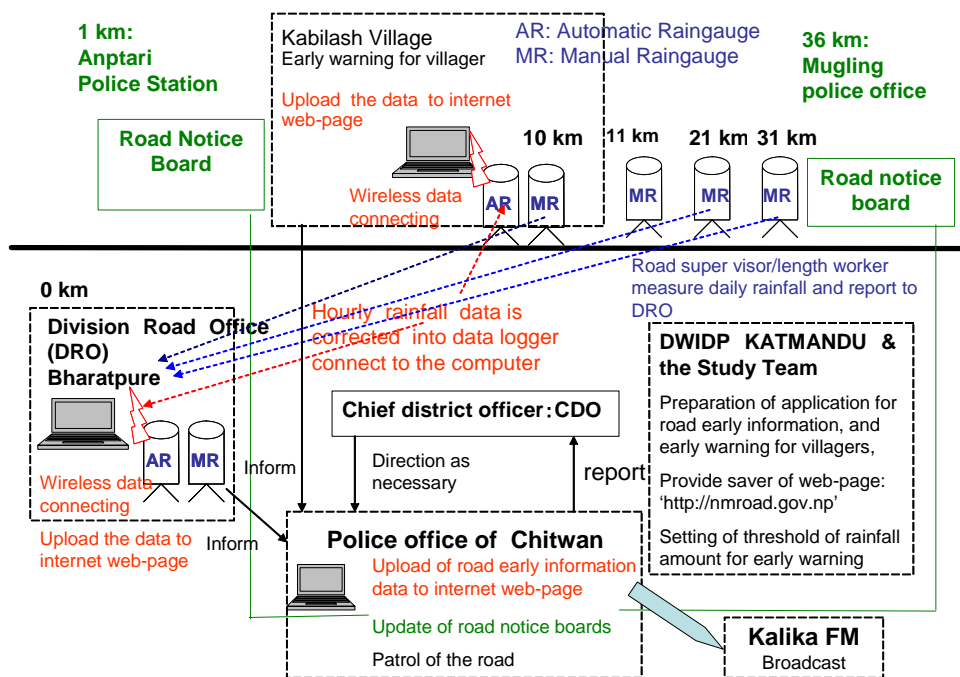 1 km:
Anptari
Police Station
Road Notice
Board
Kabilash Village
Early warning for villager
Upload the data to internet
web-page
Wireless data
connecting
AR: Automatic Raingauge
MR: Manual Raingauge
36 km:
Mugling
police office
10 km
11 km
21 km
31 km
AR
MR
MR
MR
MR
Road notice
board
Road super visor/length worker
measure daily rainfall and report to
DRO
0 km
Division Road Office
(DRO)
Bharatpure
AR
MR
Wireless data
connecting
Upload the data to
internet web-page
Hourly rainfall data is
corrected into data logger
connect to the computer
Inform
Inform
Chief district officer:CDO
Direction as
necessary
report
DWIDP KATMANDU &
the Study Team
Preparation of application for
road early information, and
early warning for villagers,
Provide saver of web-page:
‘http://nmroad.gov.np’
Setting of threshold of rainfall
amount for early warning
Police office of Chitwan
Upload of road early information
data to internet web-page
Update of road notice boards
Patrol of the road
Kalika FM
Broadcast